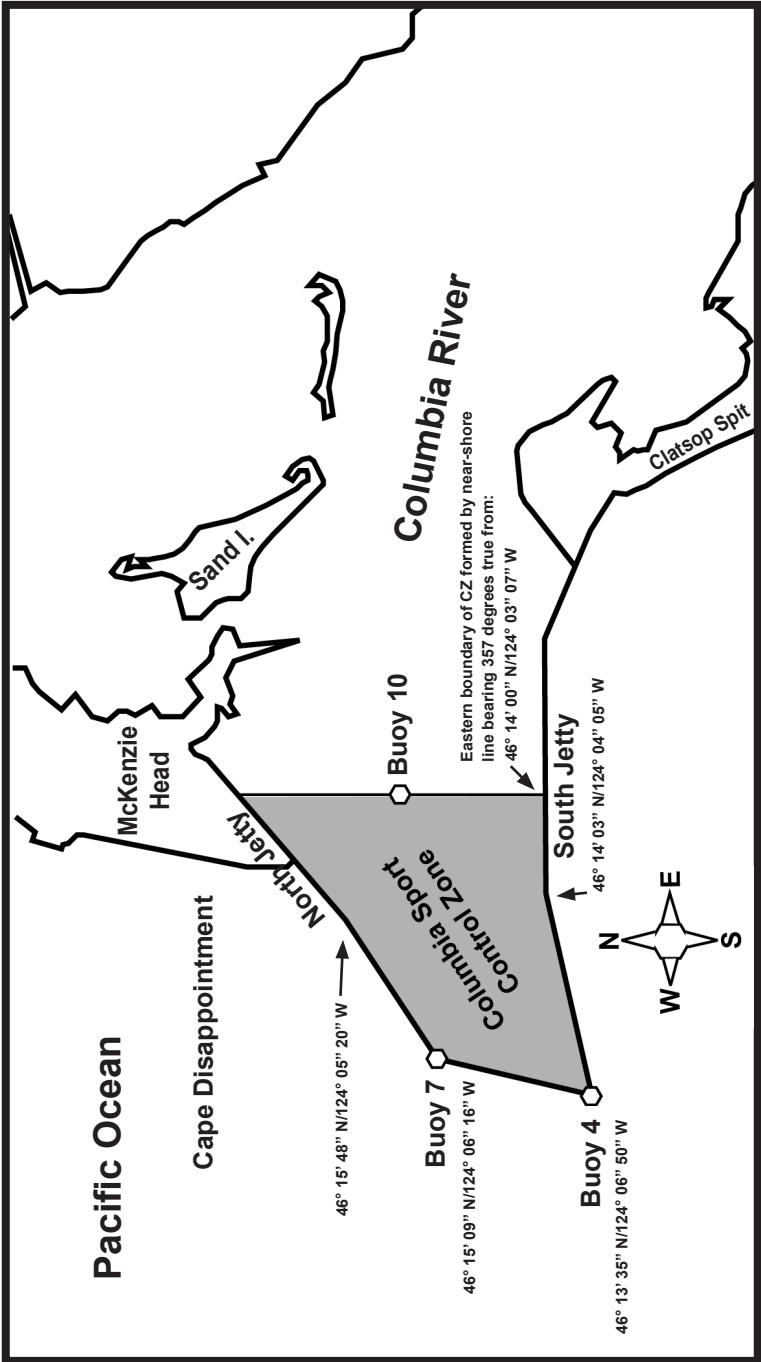 Pacific Ocean
Cape Disappointment
McKenzie
Head
North Jetty
46° 15’ 48” N/124° 05” 20” W
Buoy 7
46° 15’ 09” N/124° 06” 16” W
Buoy 4
46° 13’ 35” N/124° 06” 50” W
Columbia Sport
Control Zone
Buoy 10
Sand I.
Columbia River
Eastern boundary of CZ formed by near-shore
line bearing 357 degrees true from:
46° 14’ 00” N/124° 03” 07” W
South Jetty
46° 14’ 03” N/124° 04” 05” W
Clatsop Spit
N
W
E
S